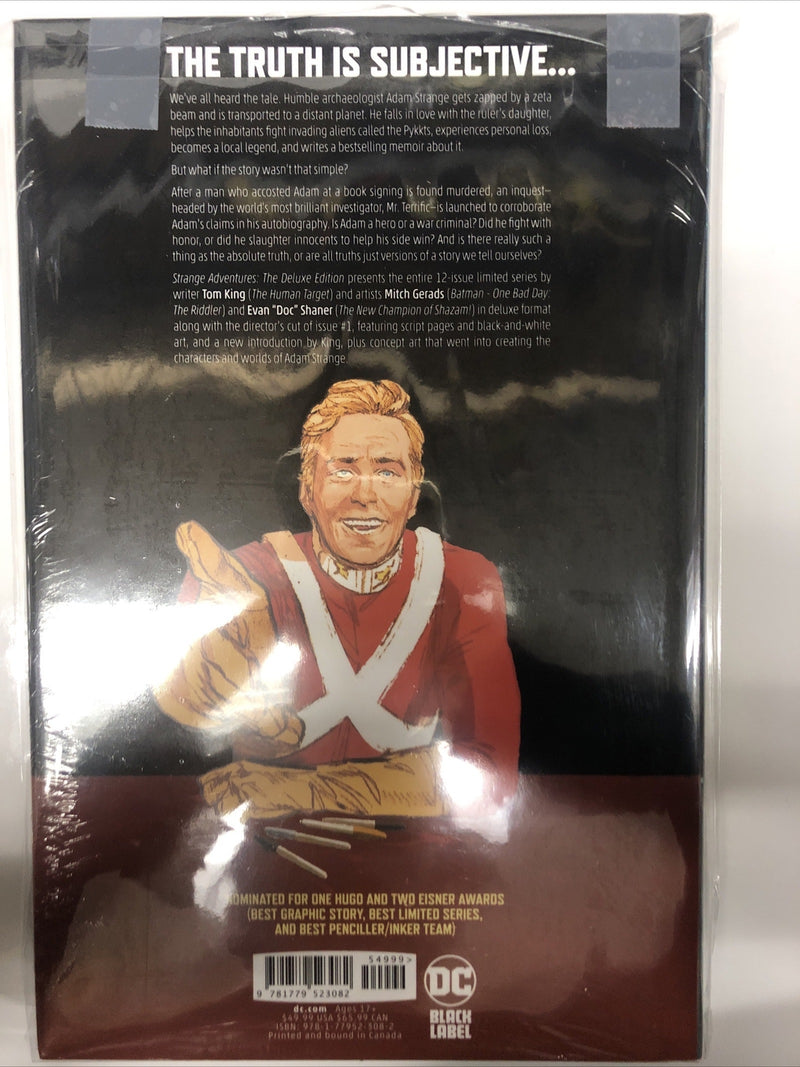 THE TRUTH IS SUBJECTIVE...
We've all heard the tale. Humble archaeologist Adam Strange gets zapped by a zeta
beam and is transported to a distant planet. He falls in love with the ruler's daughter,
helps the inhabitants fight invading aliens called the Pykkts, experiences personal loss,
becomes a local legend, and writes a bestselling memoir about it.
But what if the story wasn't that simple?
After a man who accosted Adam at a book signing is found murdered, an inquest—
headed by the world's most brilliant investigator, Mr. Terrific—is launched to corroborate
Adam's claims in his autobiography. Is Adam a hero or a war criminal? Did he fight with
honor, or did he slaughter innocents to help his side win? And is there really such a
thing as the absolute truth, or are all truths just versions of a story we tell ourselves?
Strange Adventures: The Deluxe Edition presents the entire 12-issue limited series by
writer Tom King (The Human Target) and artists Mitch Gerads (Batman - One Bad Day:
The Riddler) and Evan "Doc" Shaner (The New Champion of Shazam!) in deluxe format
along with the director's cut of issue #1, featuring script pages and black-and-white
art, and a new introduction by King, plus concept art that went into creating the
characters and worlds of Adam Strange.
NOMINATED FOR ONE HUGO AND TWO EISNER AWARDS
(BEST GRAPHIC STORY, BEST LIMITED SERIES,
AND BEST PENCILLER/INKER TEAM)
54999>
9 781779 523082
DC
BLACK
LABEL
dc.com Ages 17+
$49.99 USA $65.99 CAN
ISBN: 978-1-77952-308-2
Printed and bound in Canada